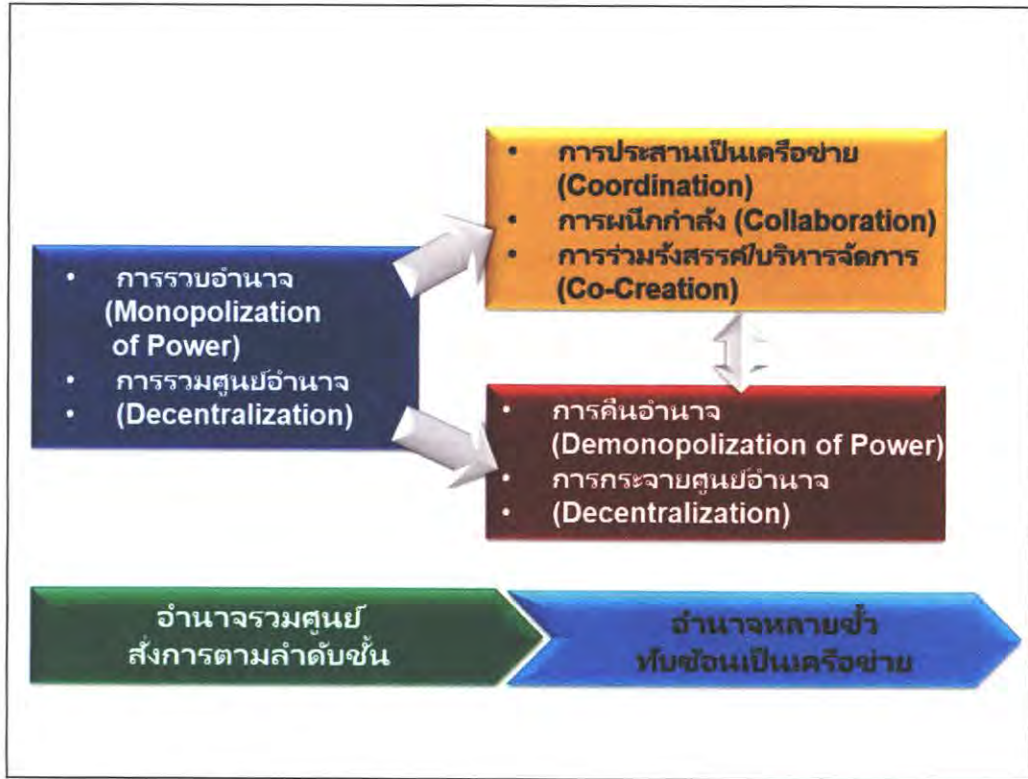 • การประสานเป็นเครือข่าย
(Coordination)
• การผนึกกำลัง (Collaboration)
• การร่วมรังสรรค์/บริหารจัดการ
(Co-Creation)
• การรวบอำนาจ
(Monopolization
of Power)
• การรวมศูนย์อำนาจ
• (Decentralization)
• การคืนอำนาจ
(Demonopolization of Power)
• การกระจายศูนย์อำนาจ
• (Decentralization)
อำนาจรวมศูนย์
สั่งการตามลำดับชั้น
อำนาจหลายขั้ว
ทับซ้อนเป็นเครือข่าย